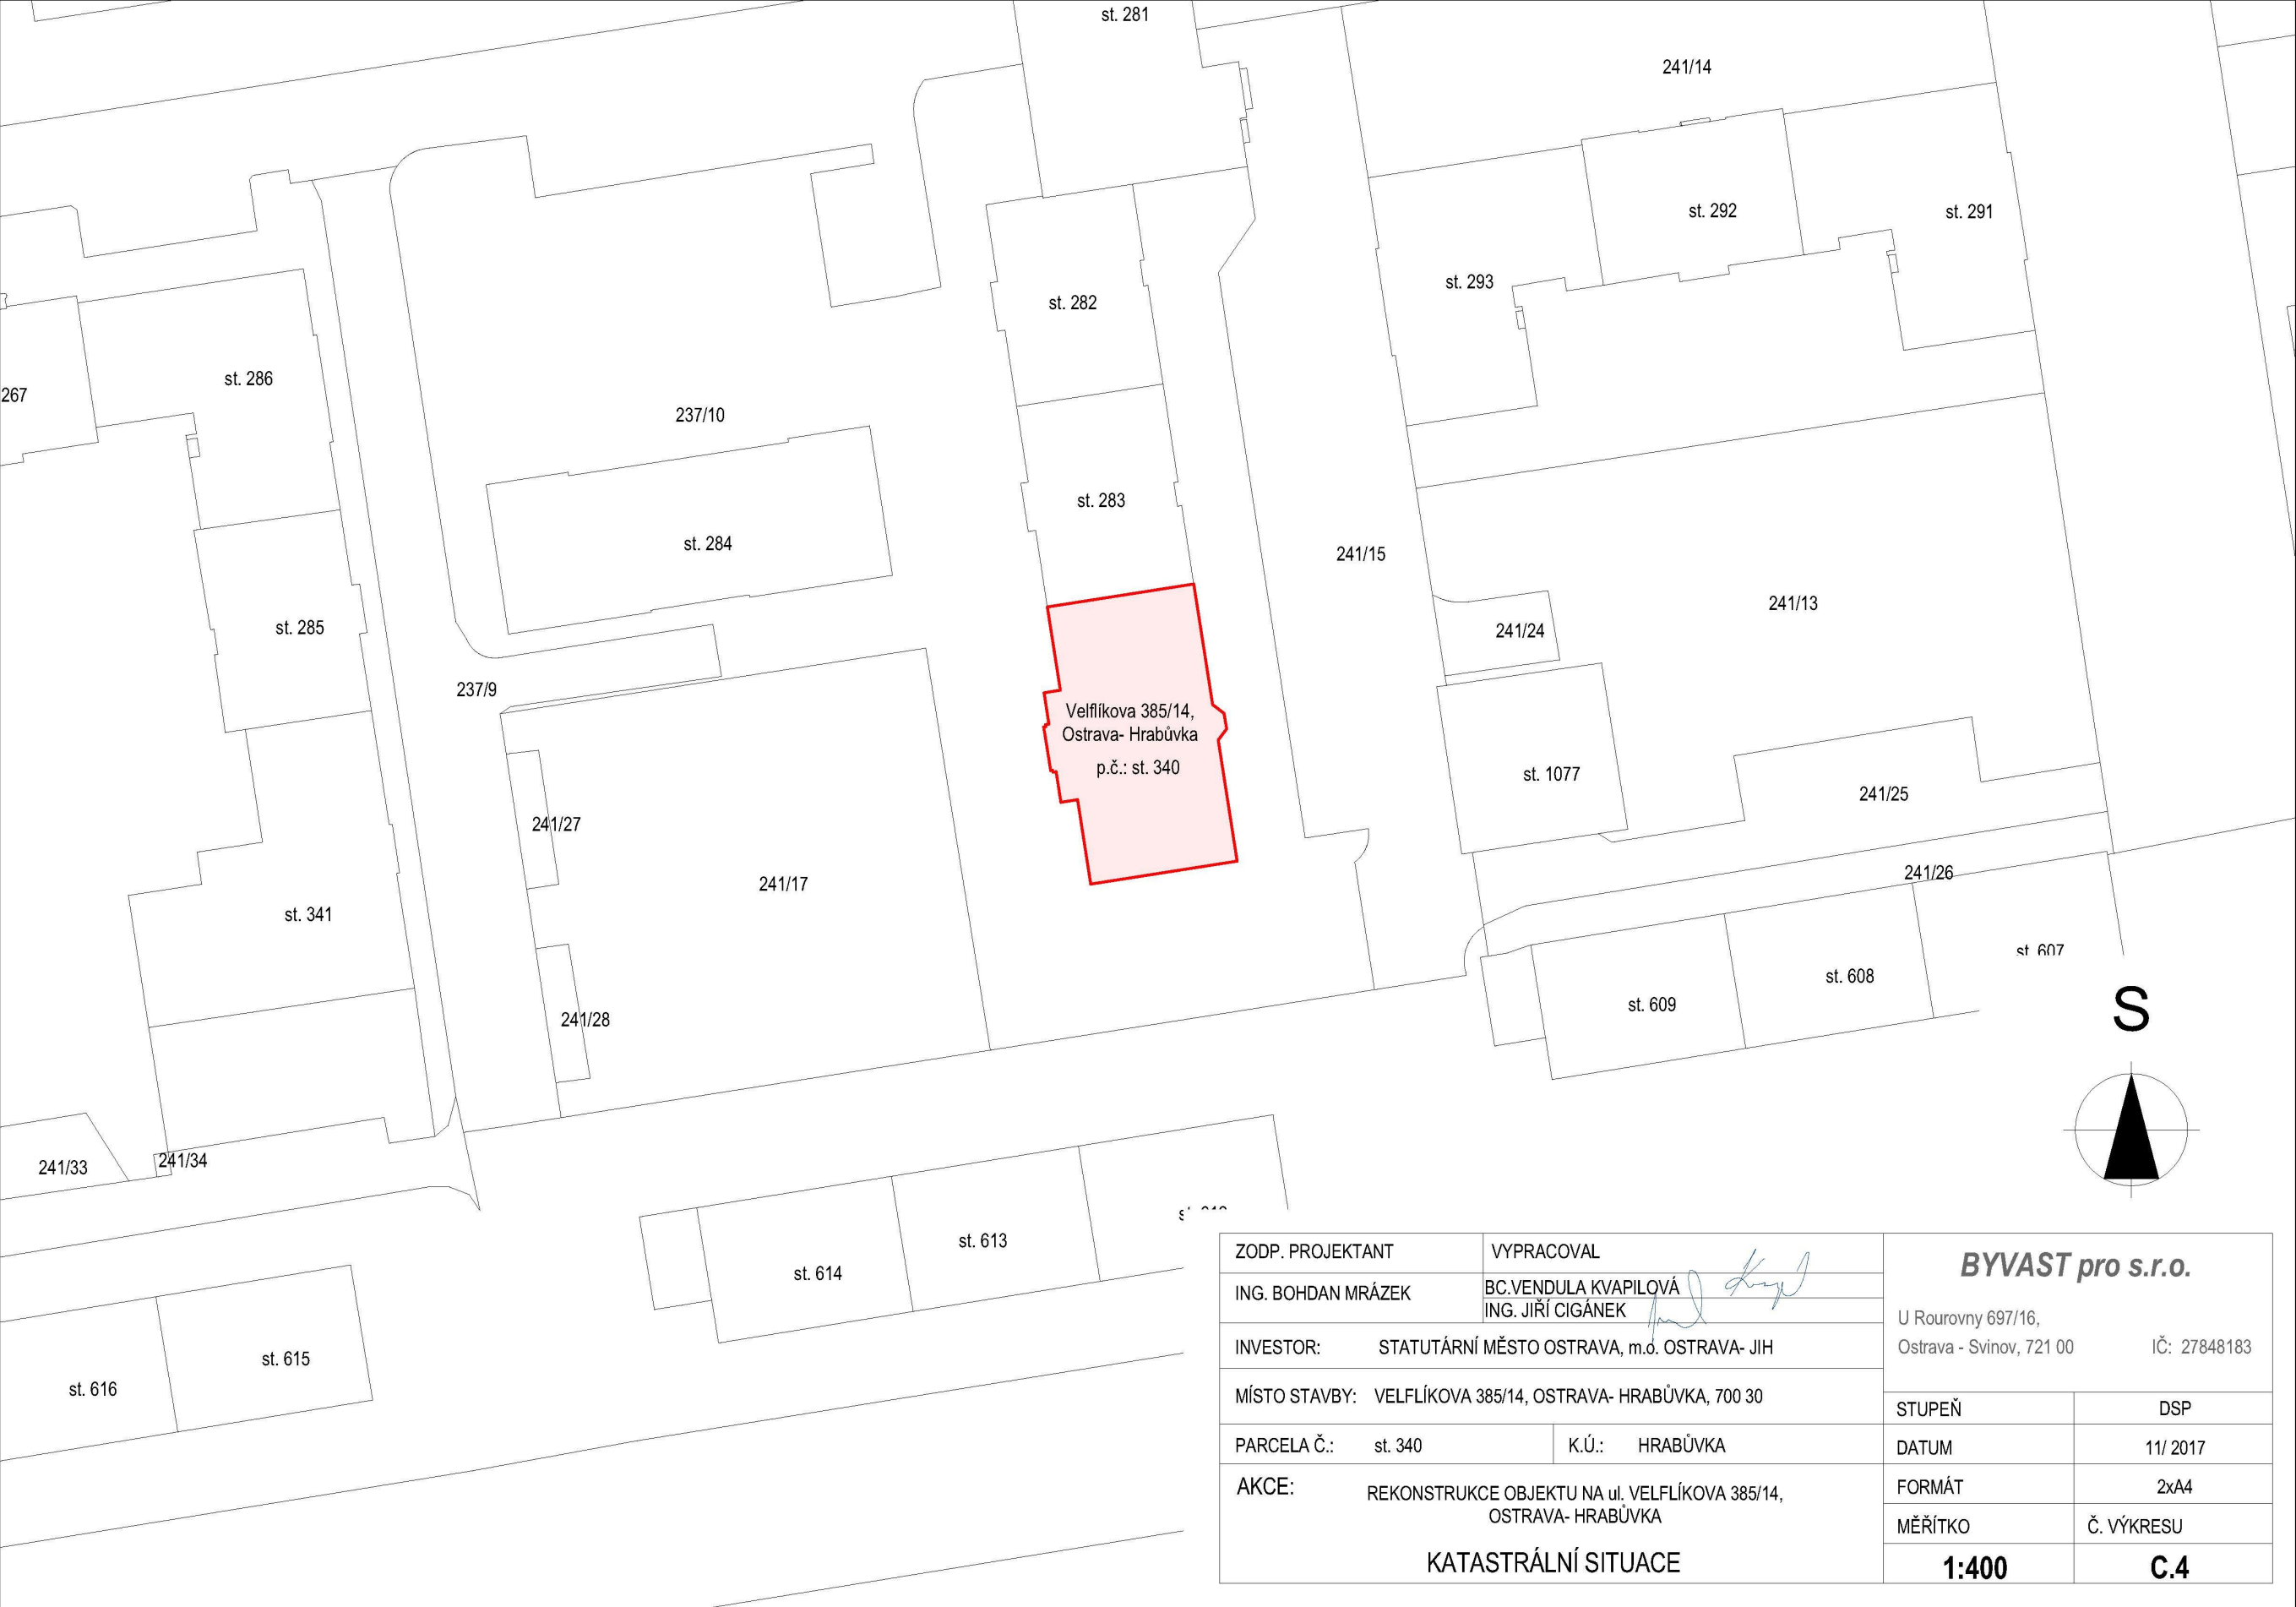 st. 281
241/14
st. 292
st. 291
st. 293
st. 282
267
st. 286
237/10
st. 283
st. 284
241/15
241/13
241/24
st. 285
237/9
Velflíkova 385/14,
Ostrava- Hrabůvka
p.č.: st. 340
st. 1077
241/25
241/27
241/17
241/26
st. 341
st. 607
st. 608
st. 609
241/28
S
241/33
241/34
st. 613
st. 614
st. 615
st. 616
ZODP. PROJEKTANT
VYPRACOVAL
ING. BOHDAN MRÁZEK
BC.VENDULA KVAPILOVÁ
ING. JIŘÍ CIGÁNEK
INVESTOR: STATUTÁRNÍ MĚSTO OSTRAVA, m.o. OSTRAVA- JIH
MÍSTO STAVBY: VELFLÍKOVA 385/14, OSTRAVA- HRABŮVKA, 700 30
PARCELA Č.: st. 340 K.Ú.: HRABŮVKA
AKCE: REKONSTRUKCE OBJEKTU NA ul. VELFLÍKOVA 385/14,
OSTRAVA- HRABŮVKA
KATASTRÁLNÍ SITUACE
BYVAST pro s.r.o.
U Rourovny 697/16,
Ostrava - Svinov, 721 00 IČ: 27848183
STUPEŇ DSP
DATUM 11/ 2017
FORMÁT 2xA4
MĚŘÍTKO Č. VÝKRESU
1:400 C.4